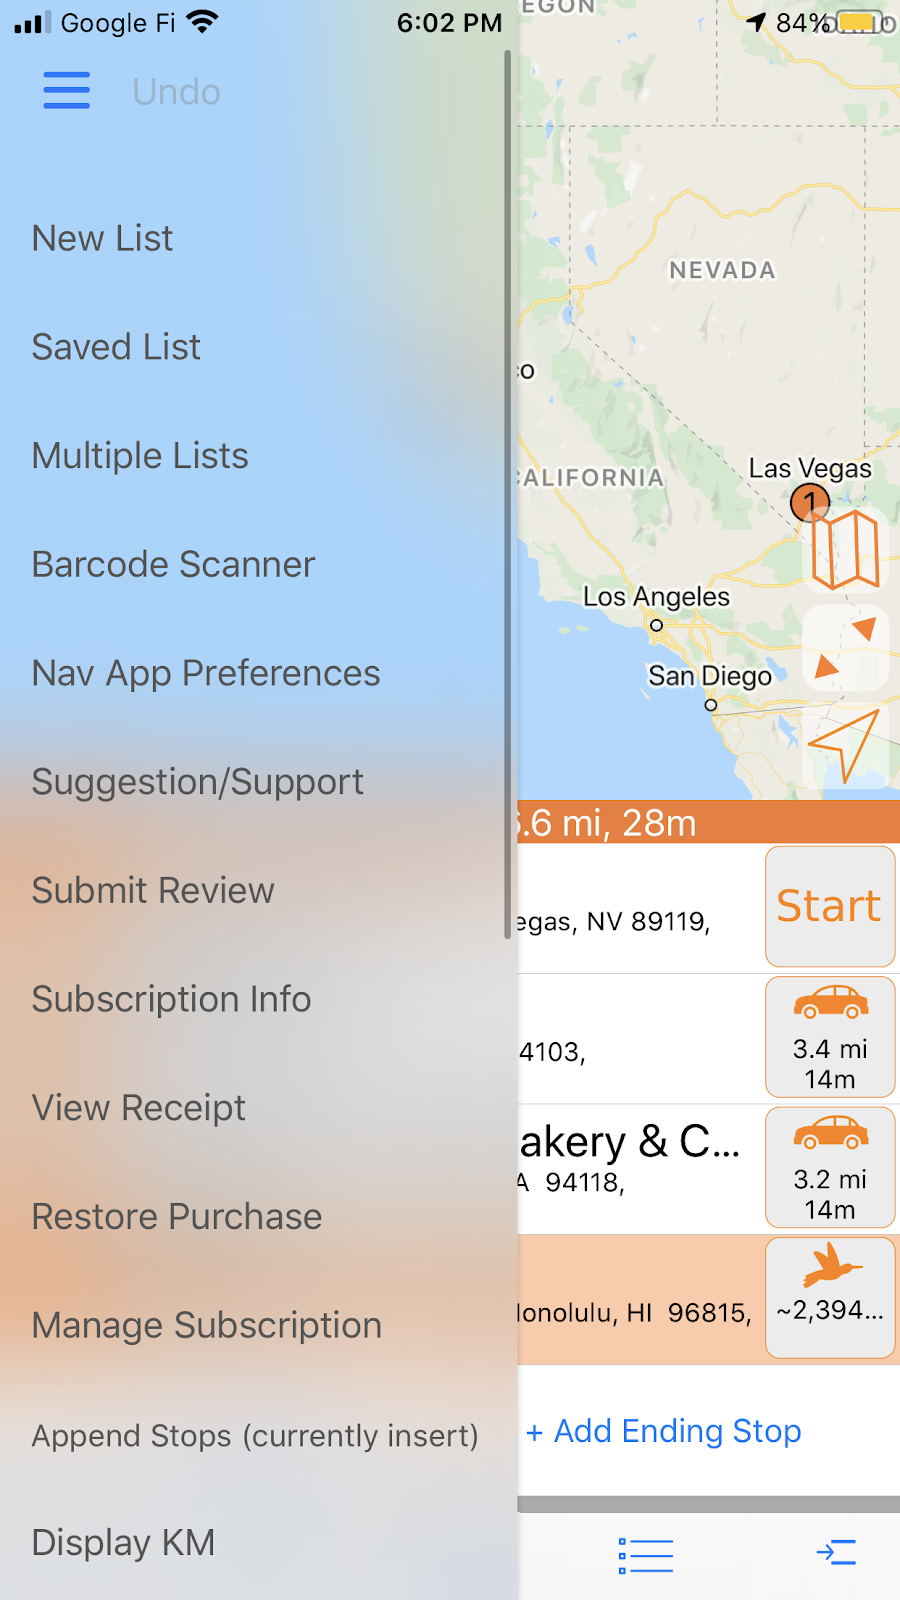 Google Fi
6:02 PM
84%
Undo
New List
Saved List
Multiple Lists
Barcode Scanner
Nav App Preferences
Suggestion/Support
Submit Review
Subscription Info
View Receipt
Restore Purchase
Manage Subscription
Append Stops (currently insert)
Display KM
EGON
IDAHO
NEVADA
co
CALIFORNIA
Las Vegas
1
Los Angeles
San Diego
6.6 mi, 28m
egas, NV 89119,
Start
4103,
3.4 mi
14m
akery & C...
A 94118,
3.2 mi
14m
Honolulu, HI 96815,
~2,394...
+ Add Ending Stop